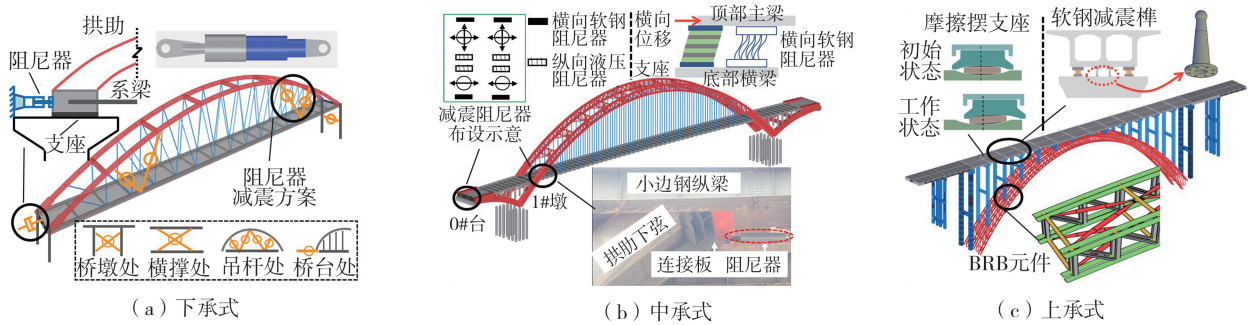 拱助
阻尼器
系梁
支座
阻尼器
减震方案
桥墩处
横撑处
吊杆处
桥台处
(a)下承式
横向软钢
阻尼器
纵向液压
阻尼器
减震阻尼器
布设示意
横向
位移
支座
顶部主梁
横向软钢
阻尼器
底部横梁
0#台
1#墩
小边钢纵梁
拱肋下弦
连接板
阻尼器
(b)中承式
摩擦摆支座
初始
状态
工作
状态
软钢减震榫
BRB元件
(c)上承式